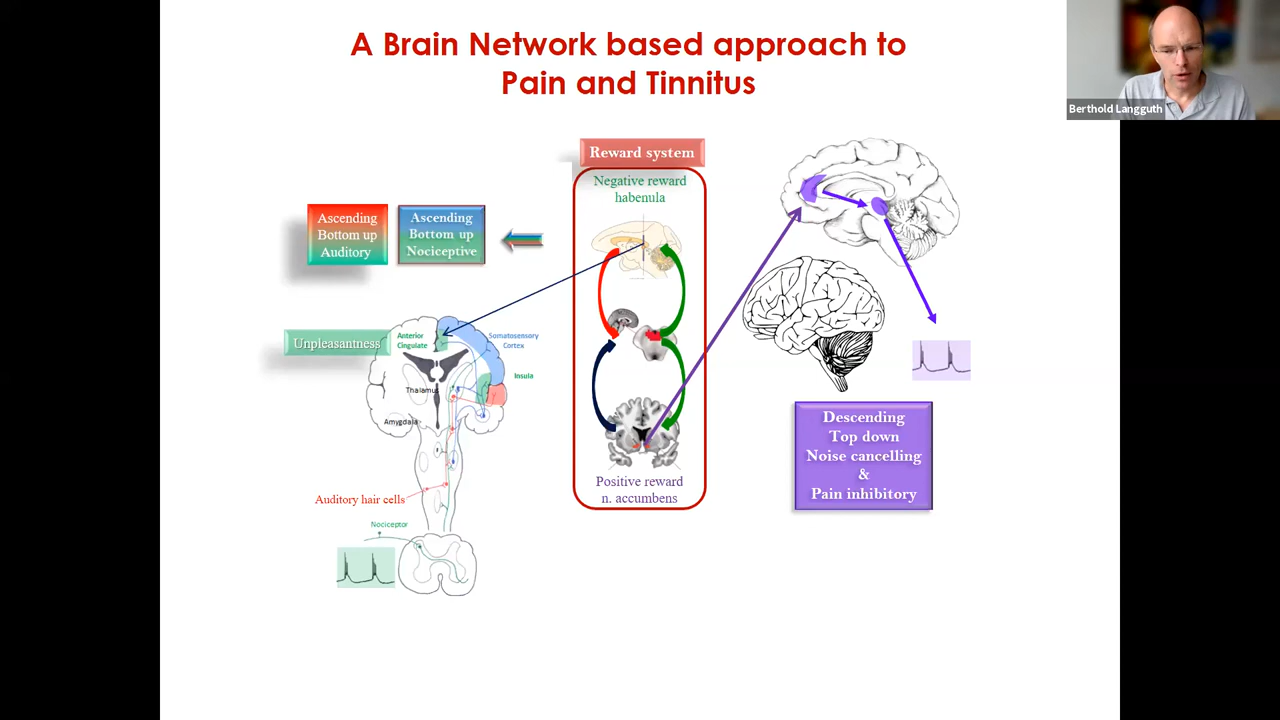 A Brain Network based approach to
Pain and Tinnitus
Berthold Langguth
Reward system
Negative reward
habenula
Ascending
Bottom up
Auditory
Ascending
Bottom up
Nociceptive
Unpleasantness
Anterior
Cingulate
Somatosensory
Cortex
Insula
Thalamus
Amygdala
Auditory hair cells
Nociceptor
Positive reward
n. accumbens
Descending
Top down
Noise cancelling
&
Pain inhibitory